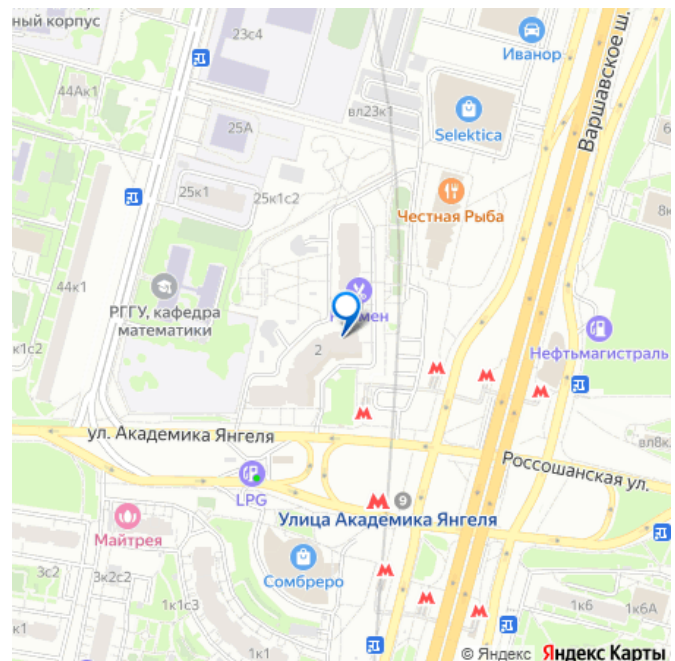 ный корпус
23с4
Иванор
Варшавское ш.
44Ак1
вл23к1
25А
Selektica
25к1
25к1с2
Честная Рыба
44к1
РГГУ, кафедра
математики
мен
2
к1с2
Нефтьмагистраль
ул. Академика Янгеля
Россошанская ул.
LPG
9
Улица Академика Янгеля
Майтрея
Сомбреро
3с2
3к2с2
1к1с3
1к6
1к6А
к1
1к1
© Яндекс Яндекс Карты